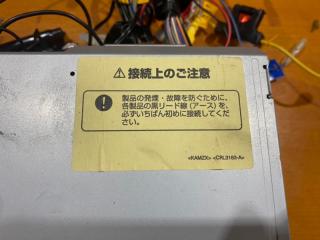 ⚠接続上のご注意
製品の発煙・故障を防ぐために、
各製品の黒リード線(アース)を、
必ずいちばん初めに接続してくだ
さい。
<KAMZX> <CRL3163-A>